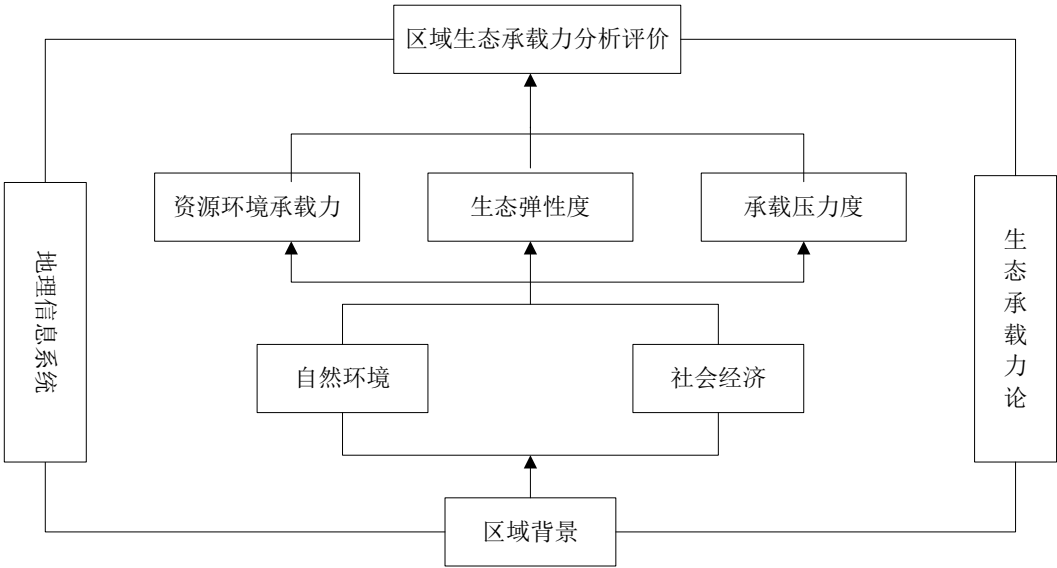 区域生态承载力分析评价
资源环境承载力
生态弹性度
承载压力度
地理信息系统
生态承载力论
自然环境
社会经济
区域背景